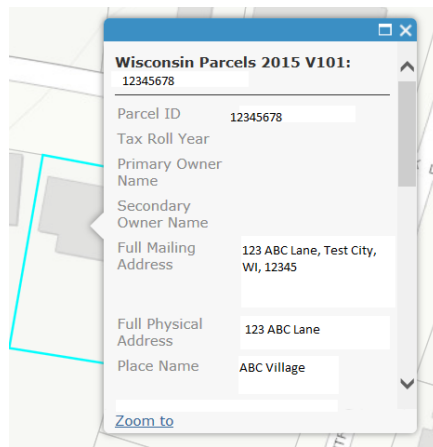 Wisconsin Parcels 2015 V101:
12345678
Parcel ID 12345678
Tax Roll Year
Primary Owner
Name
Secondary
Owner Name
Full Mailing 123 ABC Lane, Test City,
Address WI, 12345
Full Physical 123 ABC Lane
Address
Place Name ABC Village
Zoom to